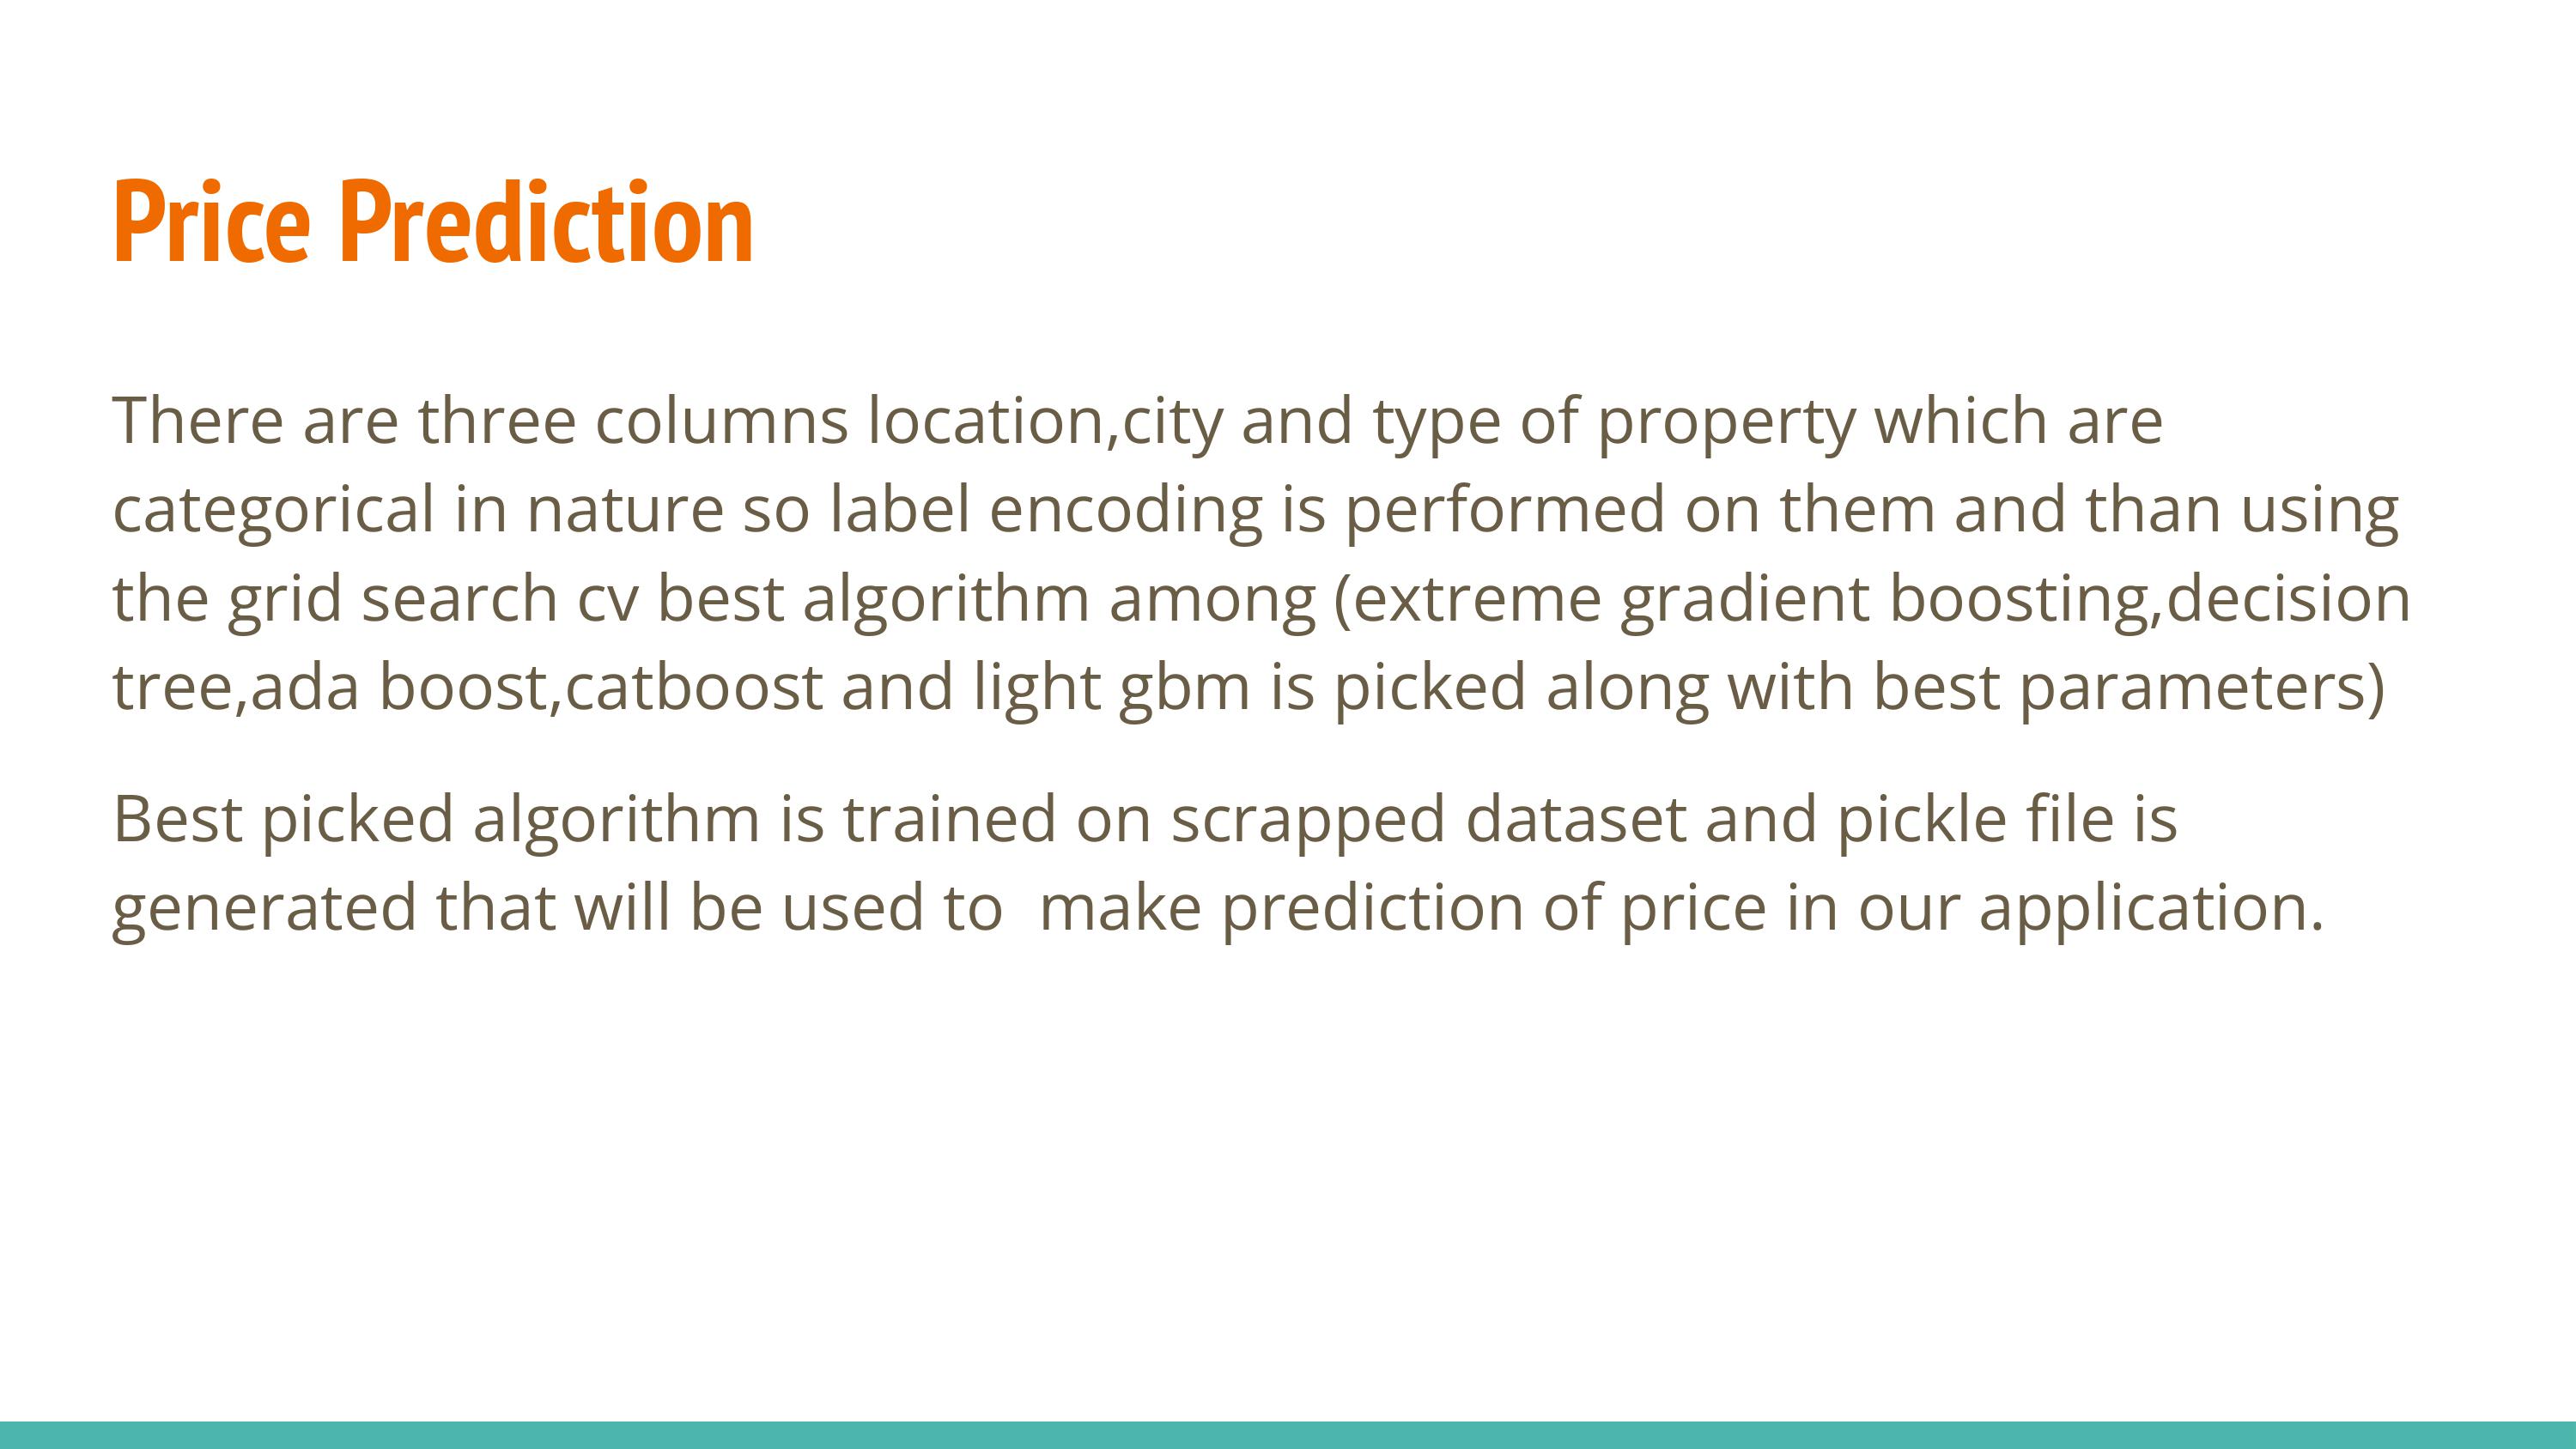 Price Prediction
There are three columns location,city and type of property which are
categorical in nature so label encoding is performed on them and than using
the grid search cv best algorithm among (extreme gradient boosting,decision
tree,ada boost,catboost and light gbm is picked along with best parameters)
Best picked algorithm is trained on scrapped dataset and pickle file is
generated that will be used to  make prediction of price in our application.